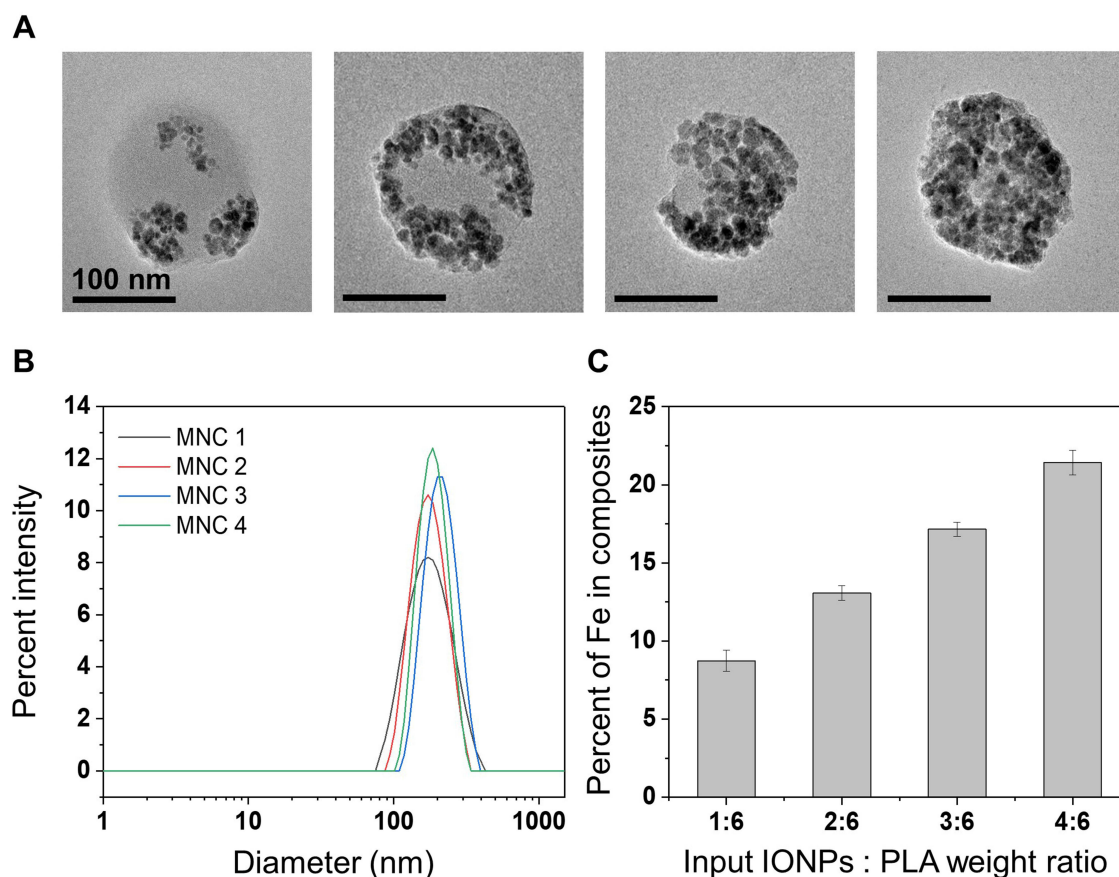 A
100 nm
B
C
14
12
10
8
6
4
2
0
Percent intensity
MNC 1
MNC 2
MNC 3
MNC 4
1
10
100
1000
Diameter (nm)
25
20
15
10
5
0
Percent of Fe in composites
1:6
2:6
3:6
4:6
Input IONPs : PLA weight ratio